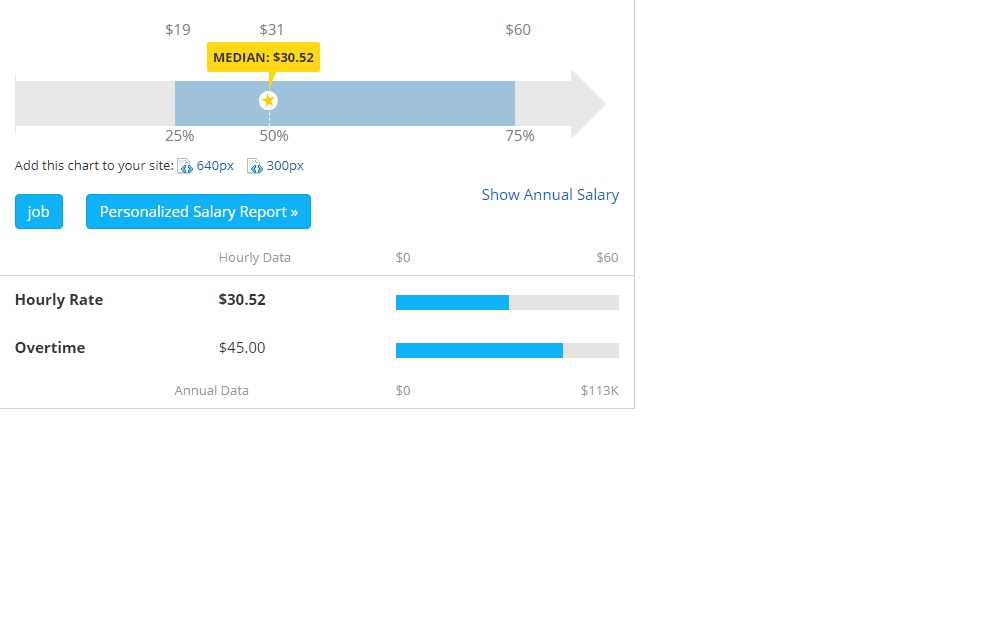 $19 $31 $60
MEDIAN: $30.52
25% 50% 75%
Add this chart to your site: 640px 300px
Show Annual Salary
job Personalized Salary Report »
Hourly Data $0 $60
Hourly Rate $30.52
Overtime $45.00
Annual Data $0 $113K